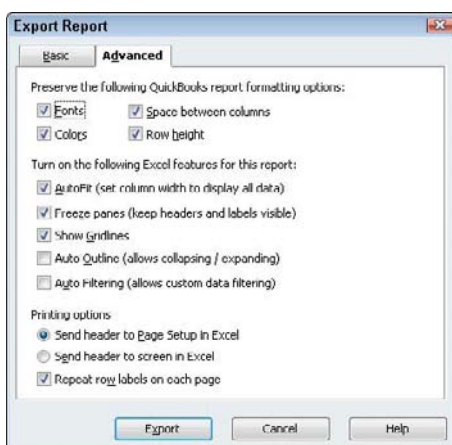 Export Report
Basic Advanced
Preserve the following QuickBooks report formatting options:
Fonts Space between columns
Colors Row height
Turn on the following Excel features for this report:
AutoFit (set column width to display all data)
Freeze panes (keep headers and labels visible)
Show Gridlines
Auto Outline (allows collapsing / expanding)
Auto Filtering (allows custom data filtering)
Printing options
Send header to Page Setup in Excel
Send header to screen in Excel
Repeat row labels on each page
Export Cancel Help